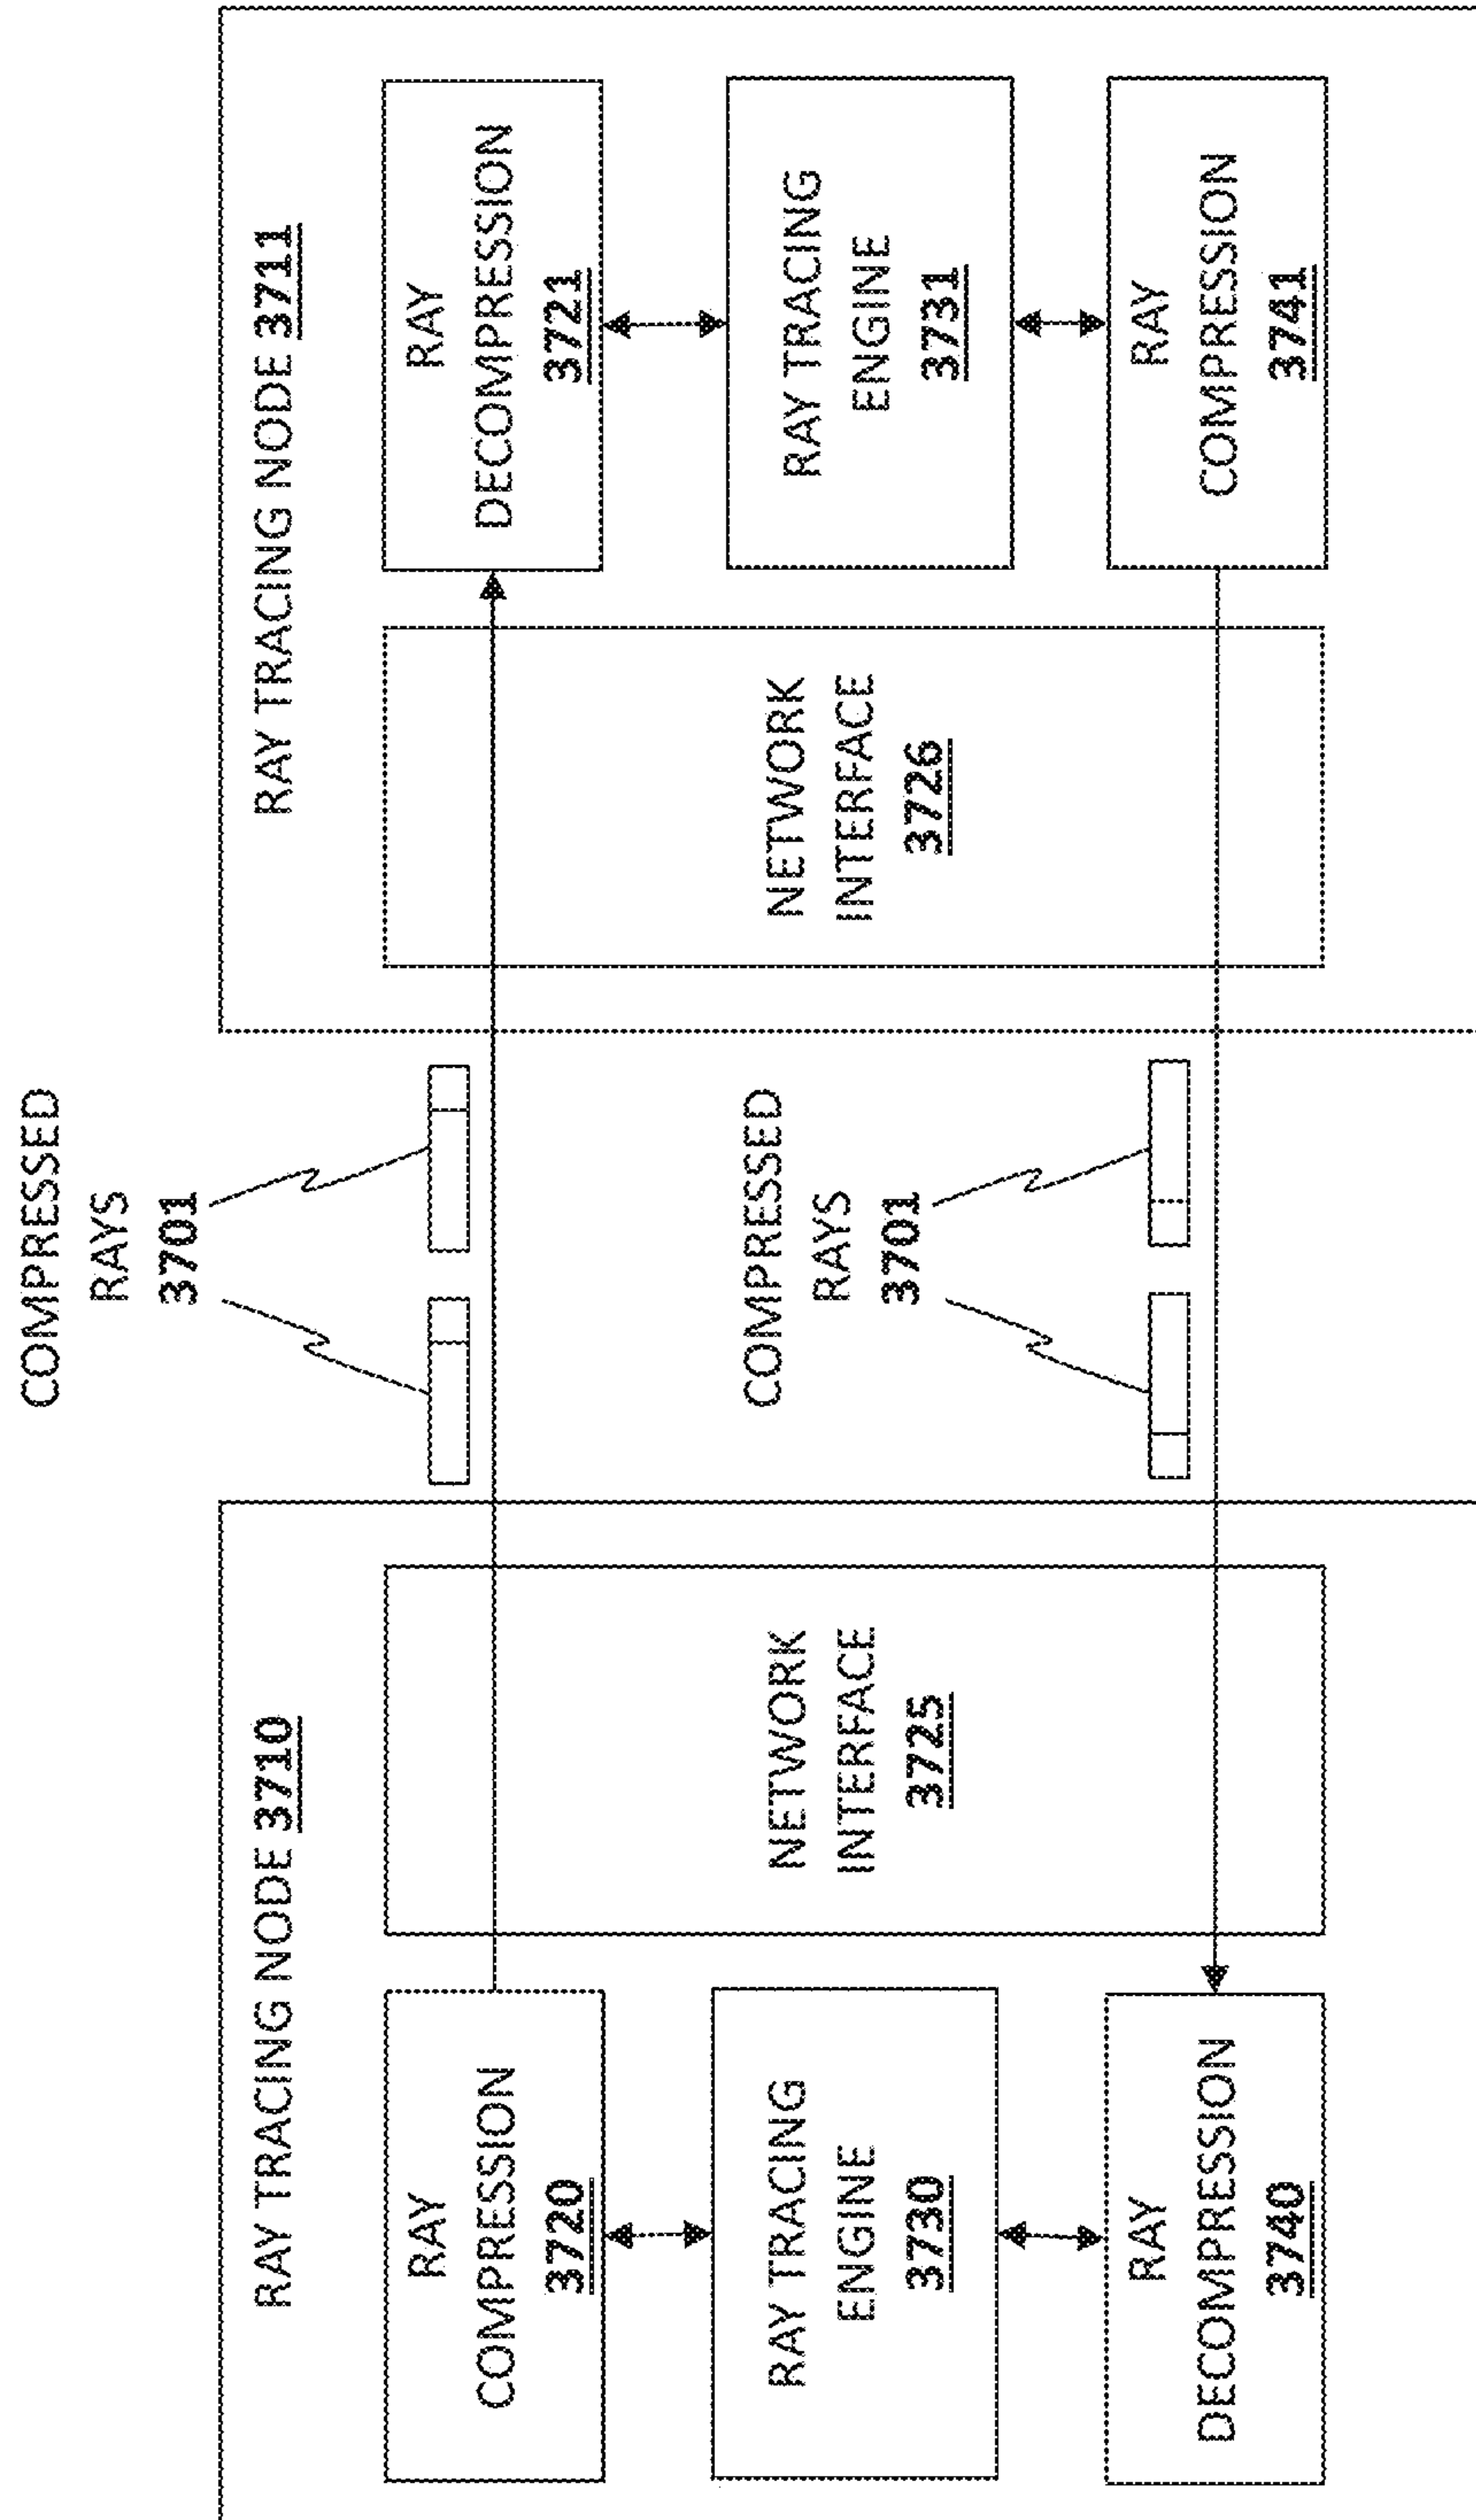 COMPRESSED
RAYS
3701
RAY TRACING NODE 3710
RAY TRACING NODE 3711
RAY
COMPRESSION
3720
RAY TRACING
ENGINE
3730
RAY
DECOMPRESSION
3740
NETWORK
INTERFACE
3725
COMPRESSED
RAYS
3701
NETWORK
INTERFACE
3726
RAY
DECOMPRESSION
3721
RAY TRACING
ENGINE
3731
RAY
COMPRESSION
3741